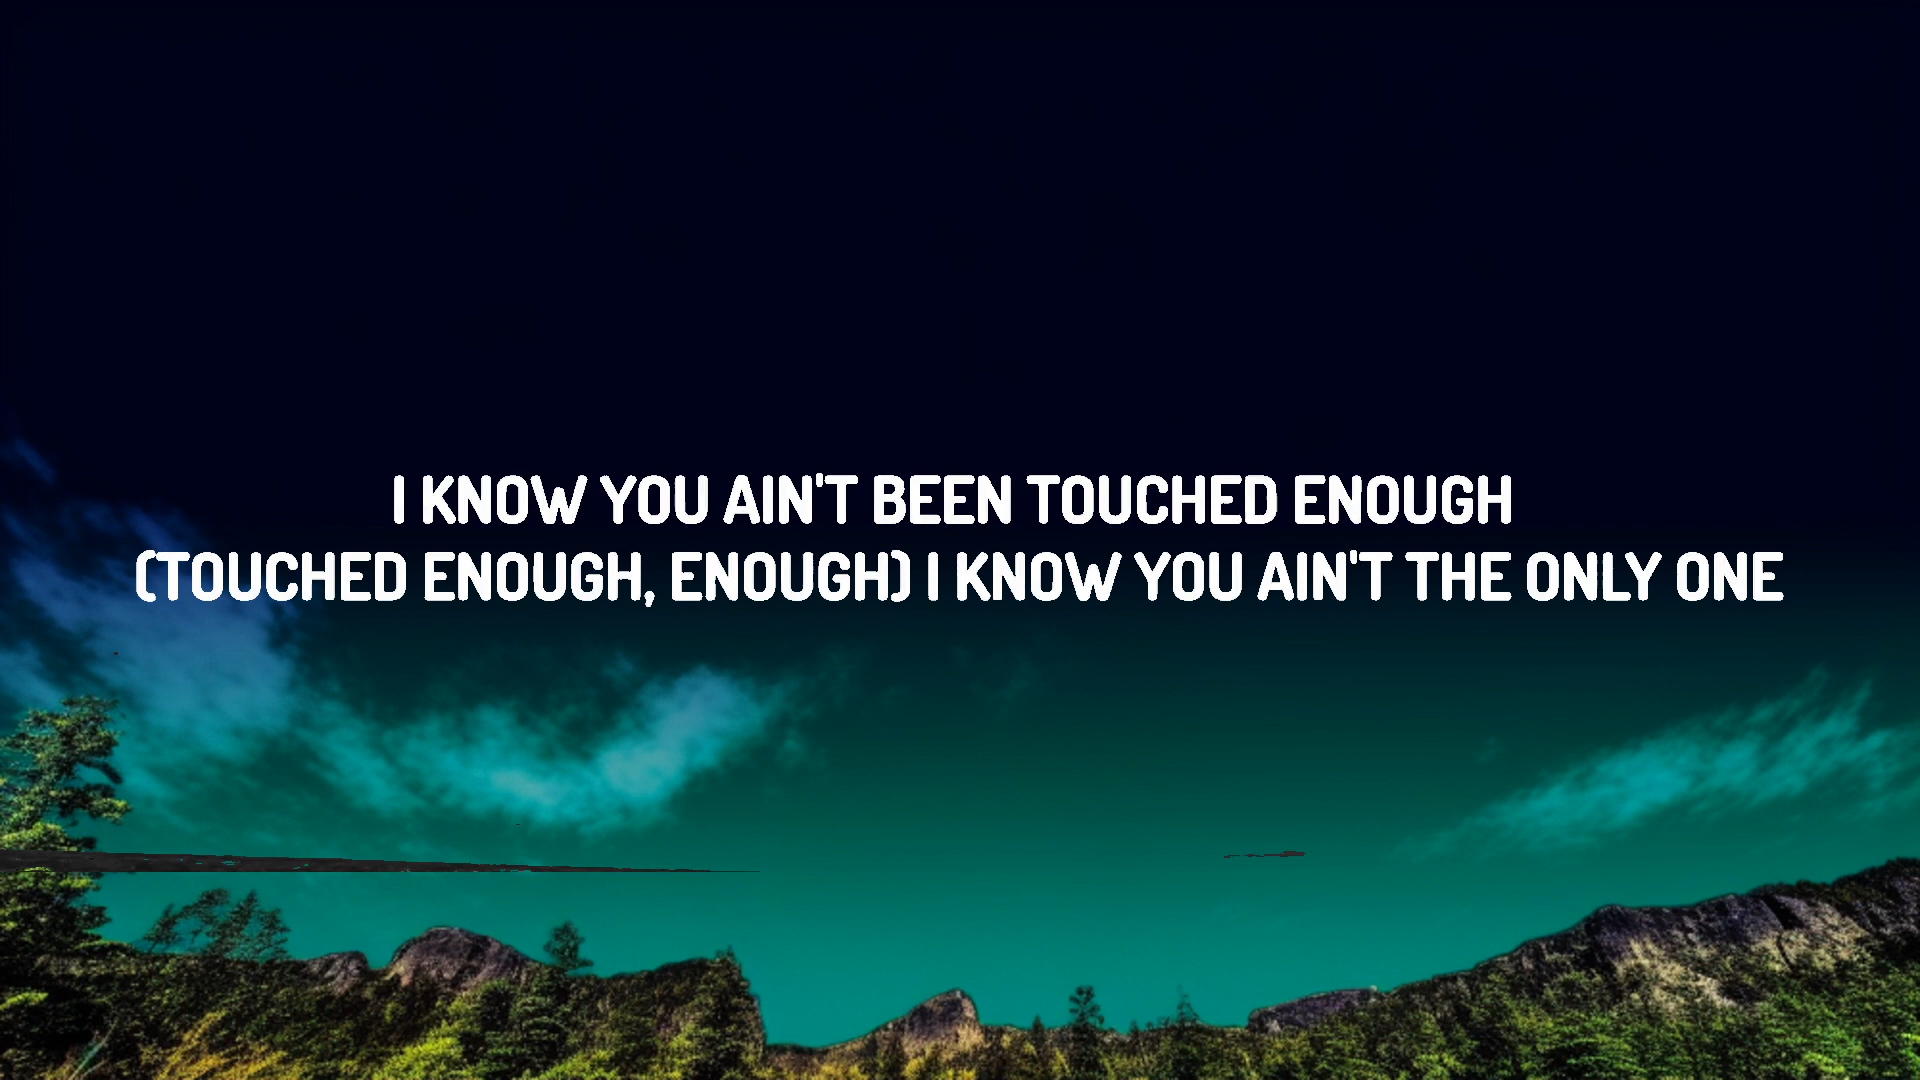 I KNOW YOU AIN'T BEEN TOUCHED ENOUGH
(TOUCHED ENOUGH, ENOUGH) I KNOW YOU AIN'T THE ONLY ONE